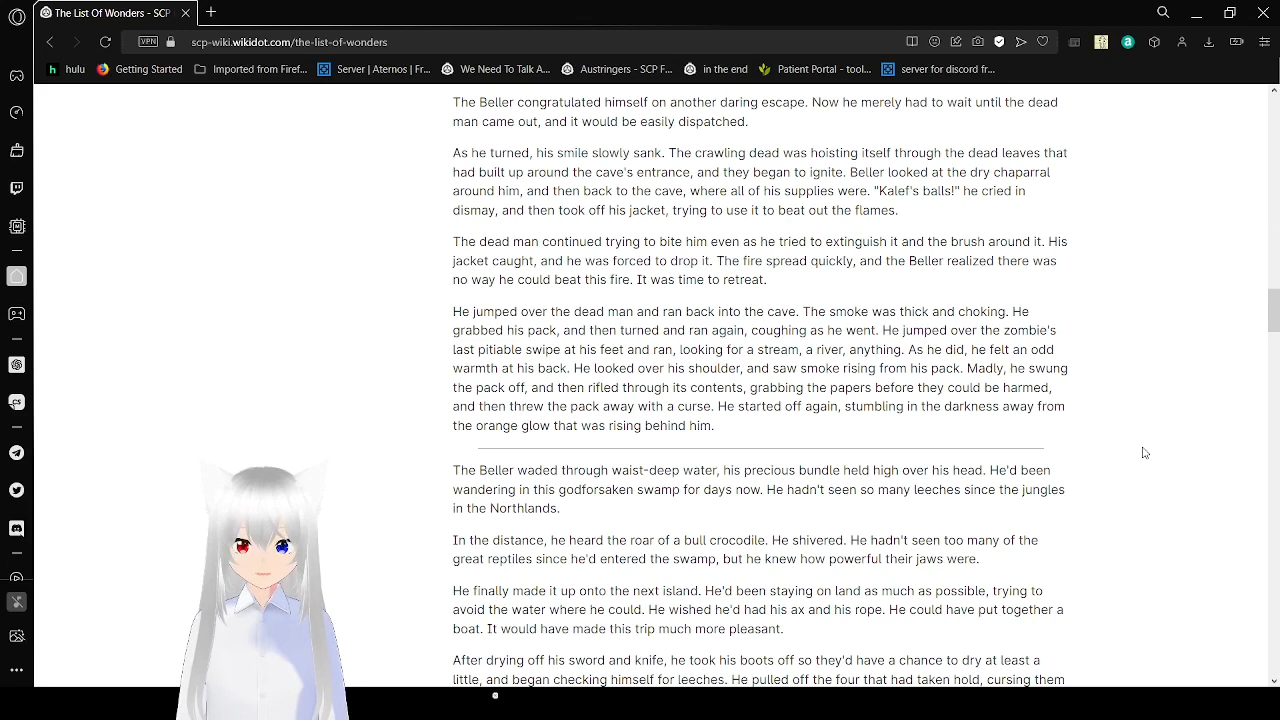 The List Of Wonders - SCP
scp-wiki.wikidot.com/the-list-of-wonders
VPN
hulu
Getting Started
Imported from Firef...
Server | Aternos | Fr...
We Need To Talk A...
Austringers - SCP F...
in the end
Patient Portal - tool...
server for discord fr...
The Beller congratulated himself on another daring escape. Now he merely had to wait until the dead
man came out, and it would be easily dispatched.
As he turned, his smile slowly sank. The crawling dead was hoisting itself through the dead leaves that
had built up around the cave's entrance, and they began to ignite. Beller looked at the dry chaparral
around him, and then back to the cave, where all of his supplies were. "Kalef's balls!" he cried in
dismay, and then took off his jacket, trying to use it to beat out the flames.
The dead man continued trying to bite him even as he tried to extinguish it and the brush around it. His
jacket caught, and he was forced to drop it. The fire spread quickly, and the Beller realized there was
no way he could beat this fire. It was time to retreat.
He jumped over the dead man and ran back into the cave. The smoke was thick and choking. He
grabbed his pack, and then turned and ran again, coughing as he went. He jumped over the zombie's
last pitiable swipe at his feet and ran, looking for a stream, a river, anything. As he did, he felt an odd
warmth at his back. He looked over his shoulder, and saw smoke rising from his pack. Madly, he swung
the pack off, and then rifled through its contents, grabbing the papers before they could be harmed,
and then threw the pack away with a curse. He started off again, stumbling in the darkness away from
the orange glow that was rising behind him.
The Beller waded through waist-deep water, his precious bundle held high over his head. He'd been
wandering in this godforsaken swamp for days now. He hadn't seen so many leeches since the jungles
in the Northlands.
In the distance, he heard the roar of a bull crocodile. He shivered. He hadn't seen too many of the
great reptiles since he'd entered the swamp, but he knew how powerful their jaws were.
He finally made it up onto the next island. He'd been staying on land as much as possible, trying to
avoid the water where he could. He wished he'd had his ax and his rope. He could have put together a
boat. It would have made this trip much more pleasant.
After drying off his sword and knife, he took his boots off so they'd have a chance to dry at least a
little, and began checking himself for leeches. He pulled off the four that had taken hold, cursing them